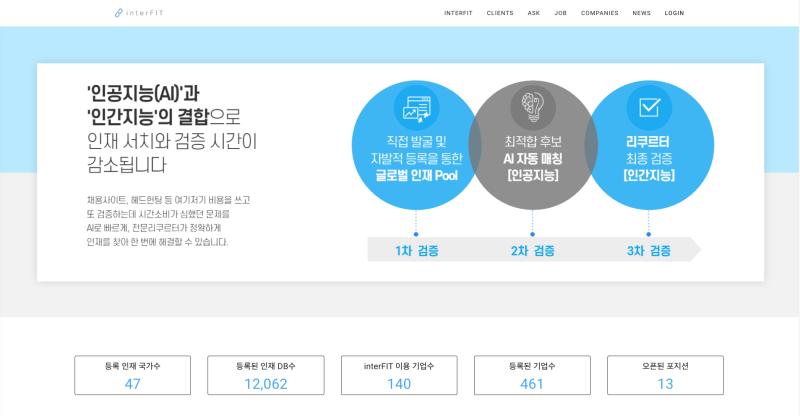 interFIT
INTERFIT CLIENTS ASK JOB COMPANIES NEWS LOGIN
'인공지능(AI)'과
'인간지능'의 결합으로
인재 서치와 검증 시간이
감소됩니다
채용사이트, 헤드헌팅 등 여기저기 비용을 쓰고
또 검증하는데 시간소비가 심했던 문제를
AI로 빠르게, 전문리쿠르터가 정확하게
인재를 찾아 한 번에 해결할 수 있습니다.
직접 발굴 및
자발적 등록을 통한
글로벌 인재 Pool
최적합 후보
AI 자동 매칭
[인공지능]
리쿠르터
최종 검증
[인간지능]
1차 검증
2차 검증
3차 검증
등록 인재 국가수
47
등록된 인재 DB수
12,062
interFIT 이용 기업수
140
등록된 기업수
461
오픈된 포지션
13